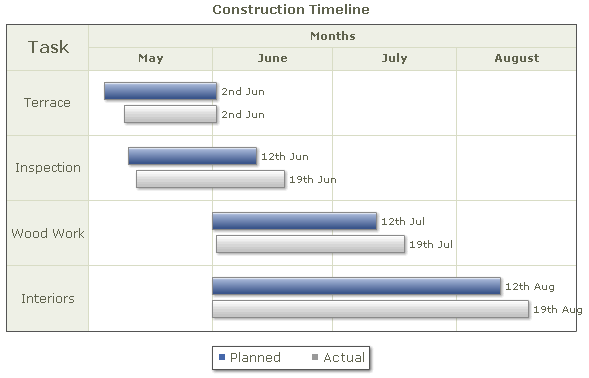 Construction Timeline
Task
Months
May June July August
Terrace
2nd Jun
2nd Jun
Inspection
12th Jun
19th Jun
Wood Work
12th Jul
19th Jul
Interiors
12th Aug
19th Aug
Planned Actual